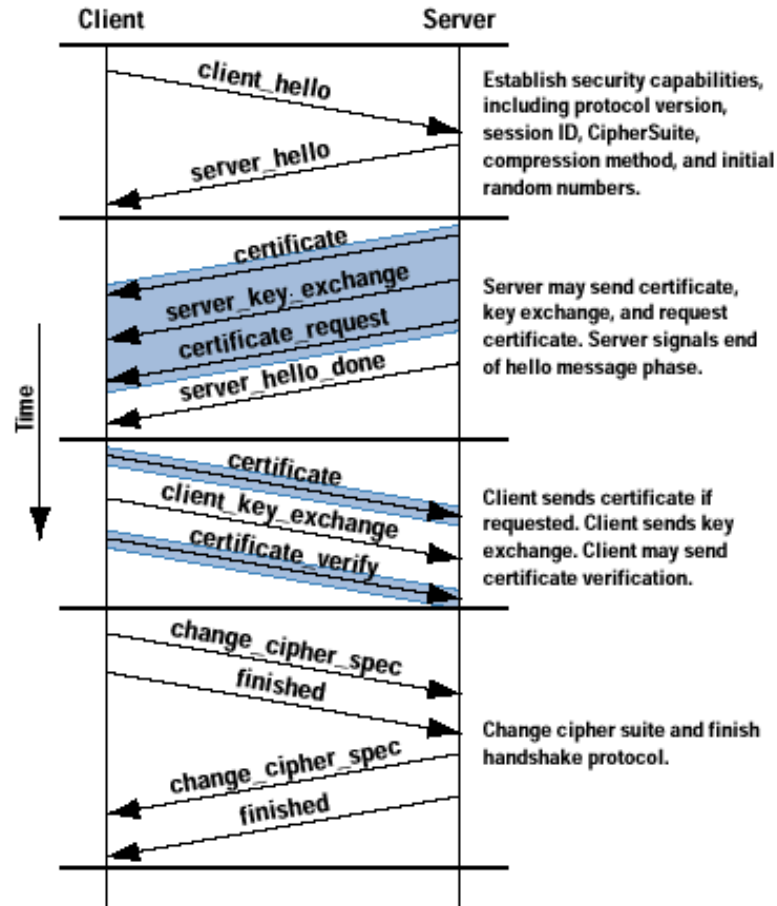 Client
Server
client_hello
server_hello
Establish security capabilities,
including protocol version,
session ID, CipherSuite,
compression method, and initial
random numbers.
certificate
server_key_exchange
certificate_request
server_hello_done
Server may send certificate,
key exchange, and request
certificate. Server signals end
of hello message phase.
Time
certificate
client_key_exchange
certificate_verify
Client sends certificate if
requested. Client sends key
exchange. Client may send
certificate verification.
change_cipher_spec
finished
change_cipher_spec
finished
Change cipher suite and finish
handshake protocol.